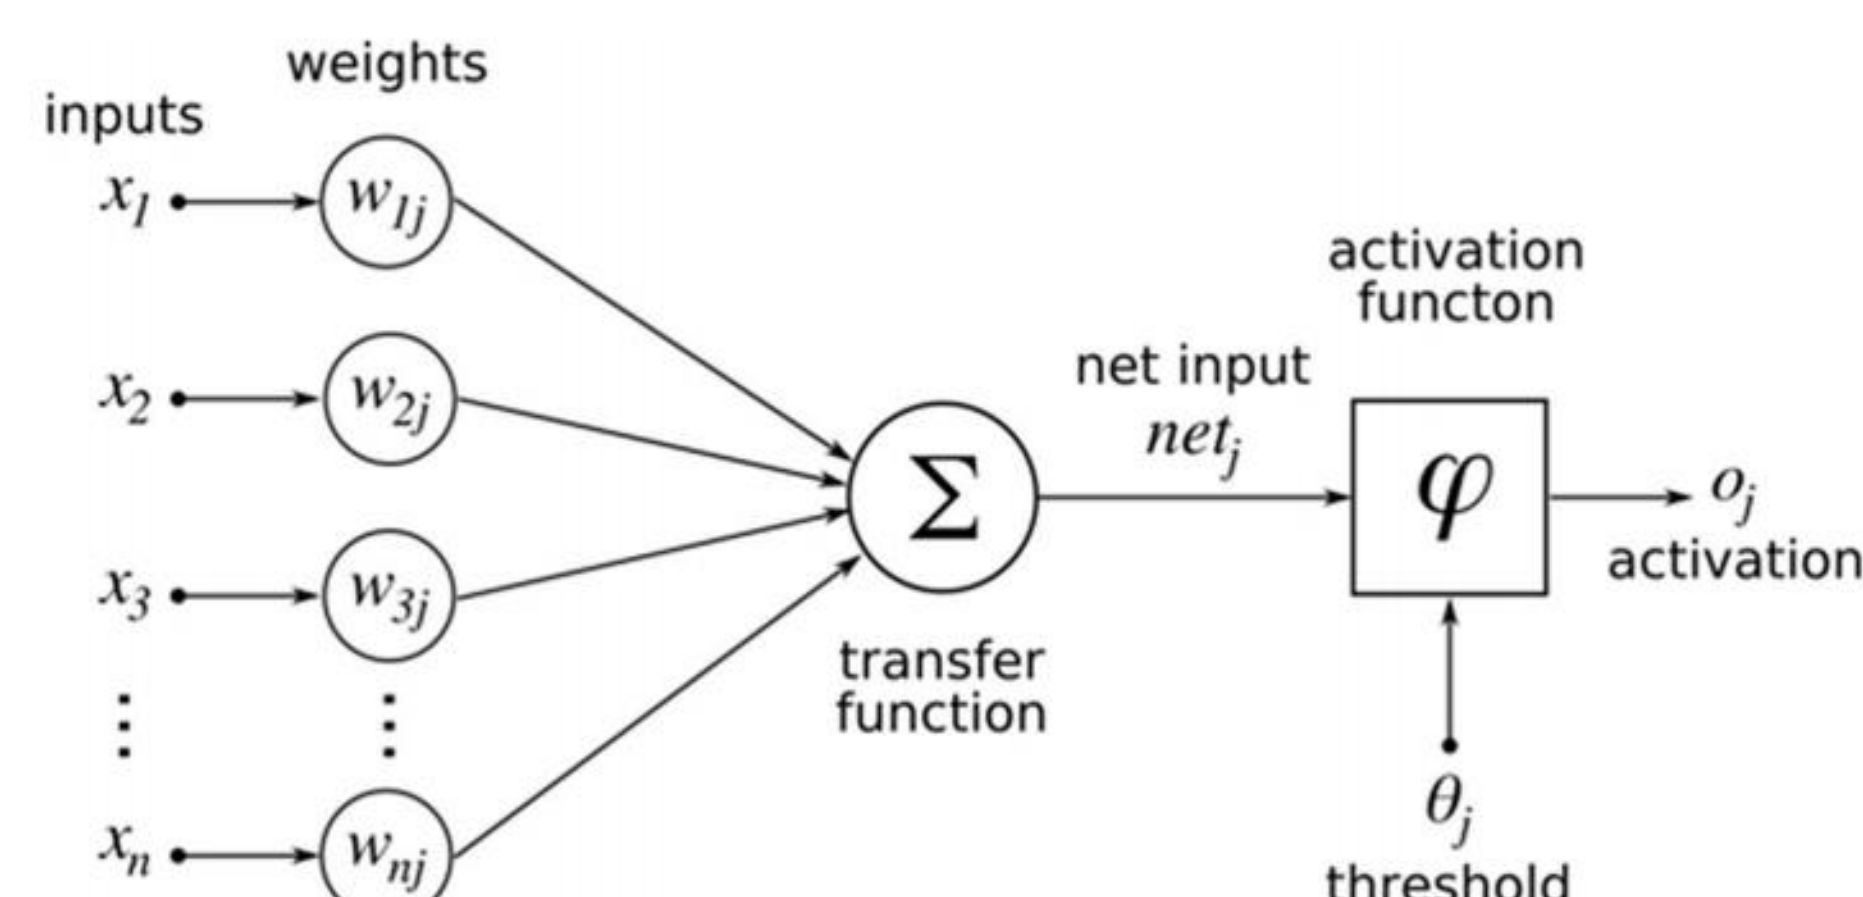 weights
inputs
x1
w1j
x2
w2j
x3
w3j
⋮
⋮
xn
wnj
Σ
transfer
function
net input
netj
activation
functon
φ
oj
activation
θj
threshold